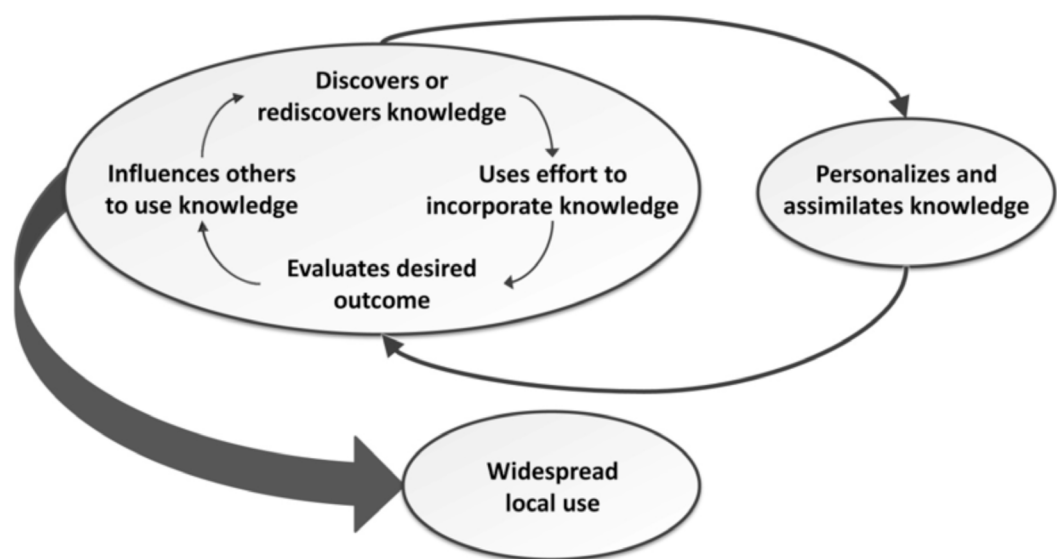 Discovers or
rediscovers knowledge
Influences others
to use knowledge
Uses effort to
incorporate knowledge
Evaluates desired
outcome
Personalizes and
assimilates knowledge
Widespread
local use